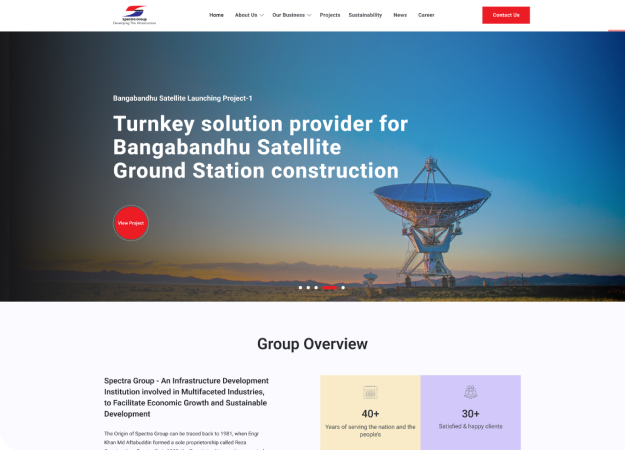 Spectra Group
Developing The Infrastructure
Home About Us Our Business Projects Sustainability News Career Contact Us
Bangabandhu Satellite Launching Project-1
Turnkey solution provider for
Bangabandhu Satellite
Ground Station construction
View Project
Group Overview
Spectra Group - An Infrastructure Development
Institution involved in Multifaceted Industries,
to Facilitate Economic Growth and Sustainable
Development
The Origin of Spectra Group can be traced back to 1981, when Engr
Khan Md Aftabuddin formed a sole proprietorship called Reza
40+
Years of serving the nation and the
people's
30+
Satisfied & happy clients